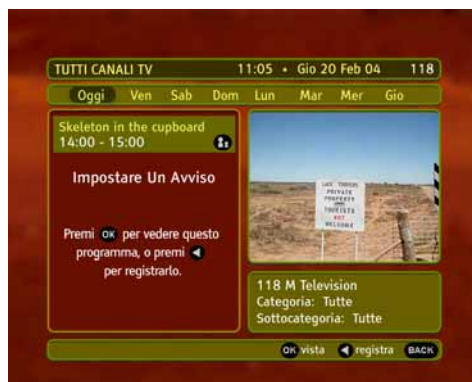 TUTTI CANALI TV 11:05 • Gio 20 Feb 04 118
Oggi Ven Sab Dom Lun Mar Mer Gio
Skeleton in the cupboard
14:00 - 15:00
Impostare Un Avviso
Premi OK per vedere questo
programma, o premi ◀
per registrarlo.
PRIVATE
PROPERTY
TOURISTS
NOT
WELCOME
118 M Television
Categoria: Tutte
Sottocategoria: Tutte
OK vista ◀ registra BACK